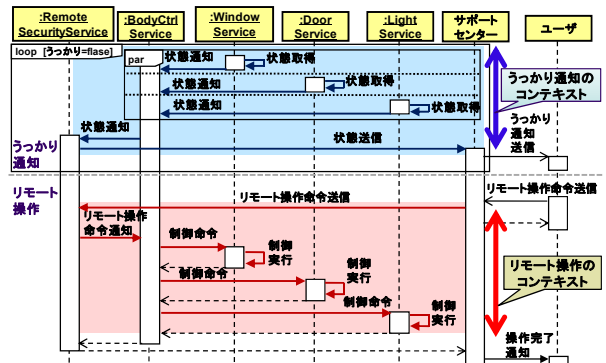 :Remote
SecurityService
:BodyCtrl
Service
:Window
Service
:Door
Service
:Light
Service
サポート
センター
ユーザ
loop [うっかり=flase]
par
状態通知
状態取得
状態通知
状態取得
状態通知
状態取得
うっかり通知の
コンテキスト
状態通知
状態送信
うっかり
通知
送信
うっかり
通知
リモート
操作
リモート操作命令送信
リモート操作命令送信
リモート操作
命令通知
制御命令
制御
実行
制御命令
制御
実行
制御命令
制御
実行
リモート操作の
コンテキスト
操作完了
通知